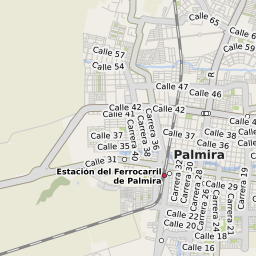 Calle 65
Calle 59
Calle 57
Calle 54
Calle 47
Calle 46
R
Calle 42
Calle 41
Calle 42
Calle 38
Calle 37
Calle 37
Calle 36
Calle 35
Calle 31
Carrera 40
Carrera 38
Carrera 36
Palmira
Estación del Ferrocarril
de Palmira
Carrera 32
Carrera 30
Carrera 28
Carrera 26
Carrera 24
Carrera 21
Carrera 19
Calle 29
Calle 22
Calle 20
Calle 18
Calle 16